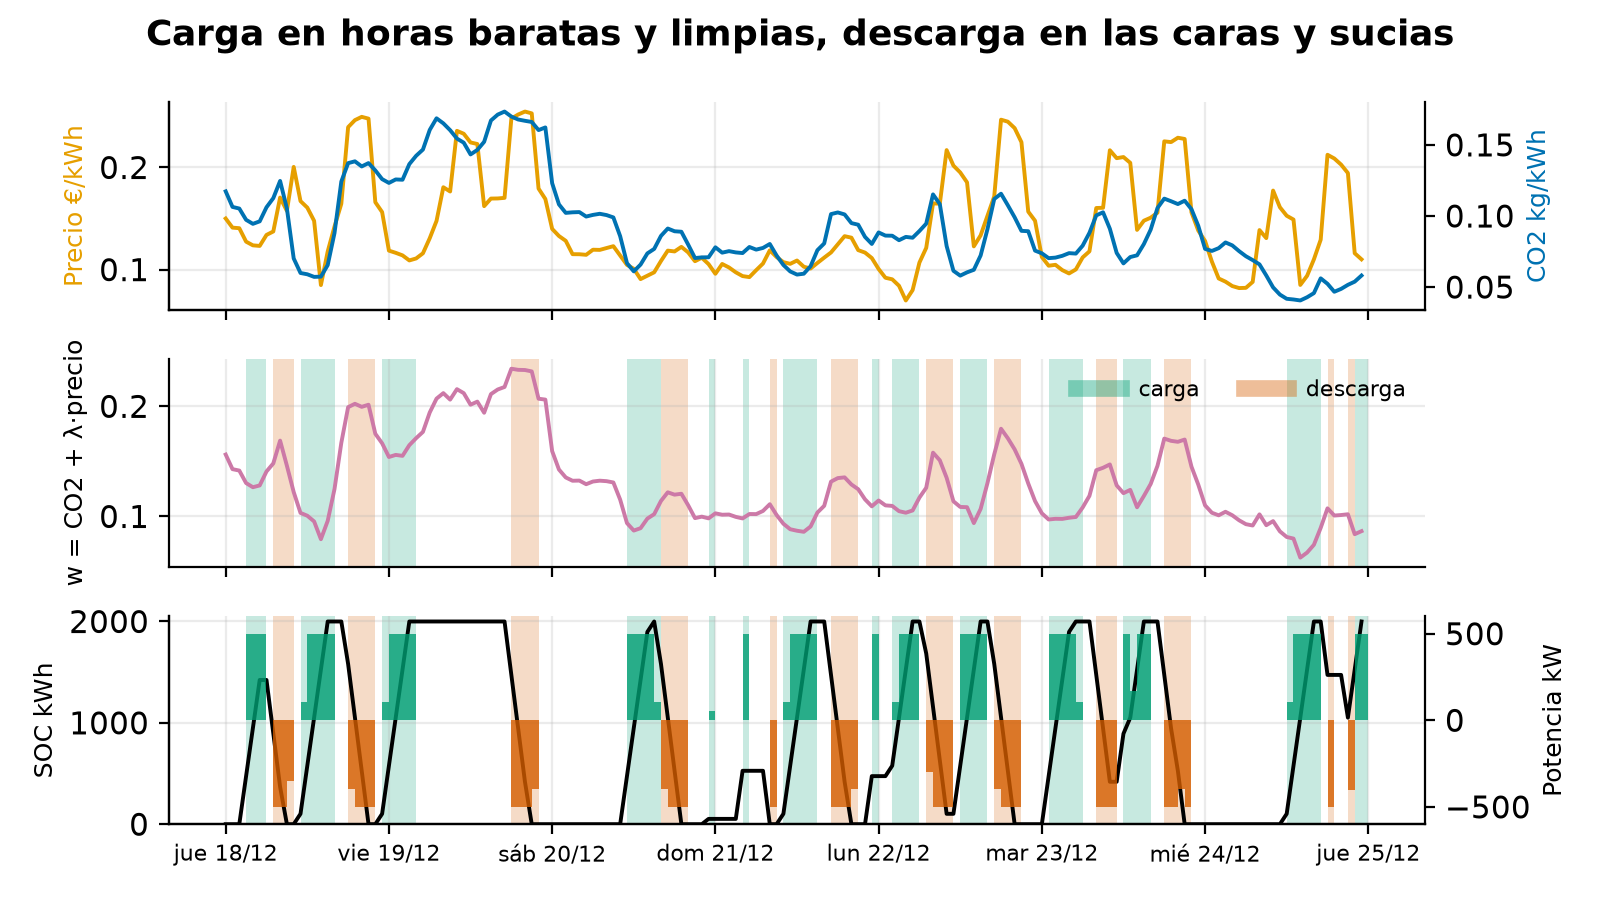 Carga en horas baratas y limpias, descarga en las caras y sucias
Precio €/kWh
0.2
0.1
0.15
0.10
0.05
CO2 kg/kWh
w = CO2 + λ·precio
0.2
0.1
carga
descarga
SOC kWh
2000
1000
0
500
0
−500
Potencia kW
jue 18/12
vie 19/12
sáb 20/12
dom 21/12
lun 22/12
mar 23/12
mié 24/12
jue 25/12